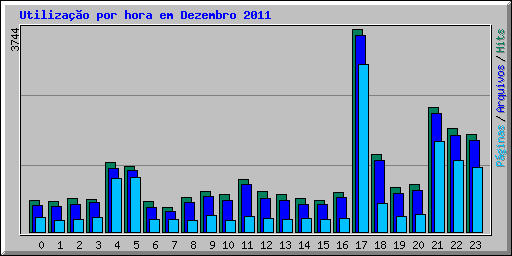 Utilização por hora em Dezembro 2011
3744
Páginas / Arquivos / Hits
0 1 2 3 4 5 6 7 8 9 10 11 12 13 14 15 16 17 18 19 20 21 22 23